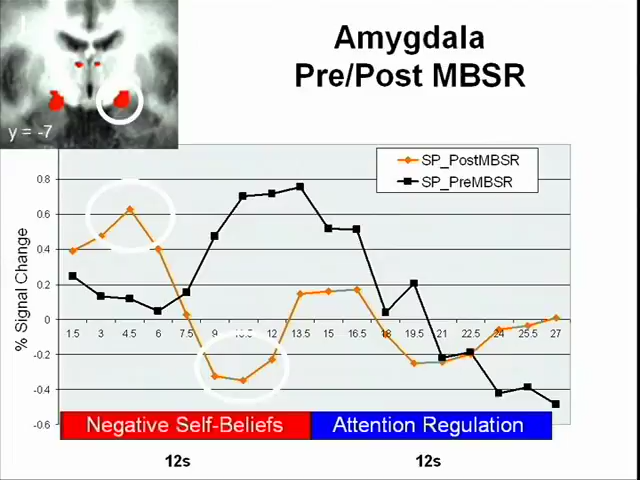 Amygdala
Pre/Post MBSR
y = -7
SP_PostMBSR
SP_PreMBSR
% Signal Change
0.8
0.6
0.4
0.2
0
-0.2
-0.4
-0.6
1.5 3 4.5 6 7.5 9 10.5 12 13.5 15 16.5 18 19.5 21 22.5 24 25.5 27
Negative Self-Beliefs Attention Regulation
12s 12s